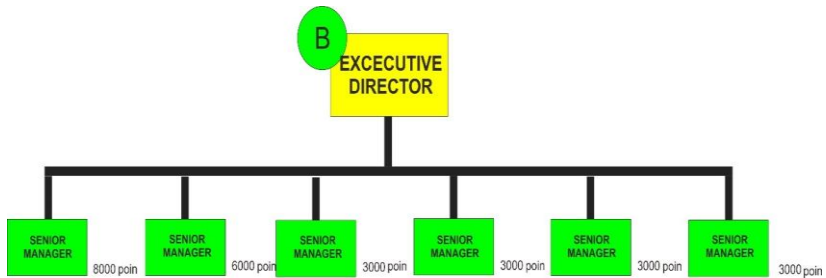 B
EXCECUTIVE
DIRECTOR
SENIOR
MANAGER
8000 poin
SENIOR
MANAGER
6000 poin
SENIOR
MANAGER
3000 poin
SENIOR
MANAGER
3000 poin
SENIOR
MANAGER
3000 poin
SENIOR
MANAGER
3000 poin